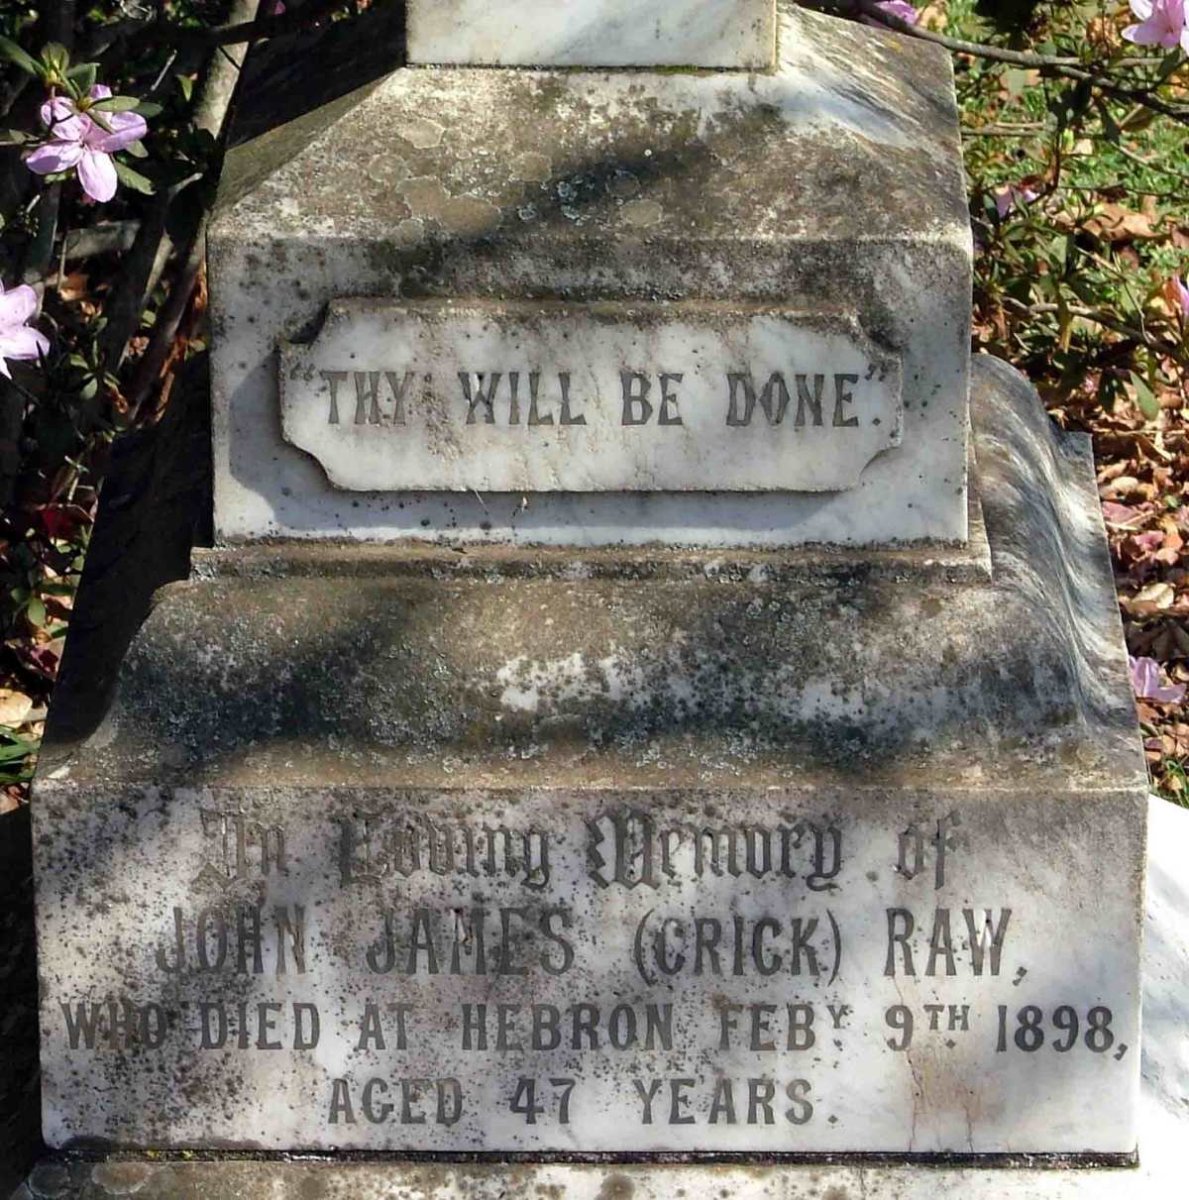 "THY WILL BE DONE".
In Loving Memory of
JOHN JAMES (CRICK) RAW,
WHO DIED AT HEBRON FEBY. 9TH. 1898,
AGED 47 YEARS.